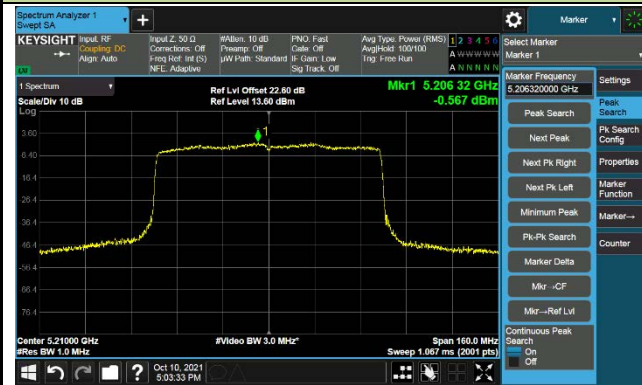 Spectrum Analyzer 1
Swept SA
Marker
KEYSIGHT
Input: RF
Coupling: DC
Align: Auto
Input Z: 50 Ω
Corrections: Off
Freq Ref: Int (S)
NFE: Adaptive
#Atten: 10 dB
Preamp: Off
µW Path: Standard
PNO: Fast
Gate: Off
IF Gain: Low
Sig Track: Off
Avg Type: Power (RMS)
Avg|Hold: 100/100
Trig: Free Run
1 2 3 4 5 6
A W W W W W
A N N N N N
LXI
Select Marker
Marker 1
1 Spectrum
Scale/Div 10 dB
Log
Ref Lvl Offset 22.60 dB
Ref Level 13.60 dBm
Mkr1 5.206 32 GHz
-0.567 dBm
1
3.60
-6.40
-16.4
-26.4
-36.4
-46.4
-56.4
-66.4
-76.4
Center 5.21000 GHz
#Res BW 1.0 MHz
#Video BW 3.0 MHz*
Span 160.0 MHz
Sweep 1.067 ms (2001 pts)
Marker Frequency
5.206320000 GHz
Peak Search
Next Peak
Next Pk Right
Next Pk Left
Minimum Peak
Pk-Pk Search
Marker Delta
Mkr→CF
Mkr→Ref Lvl
Continuous Peak
Search
On
Off
Settings
Peak
Search
Pk Search
Config
Properties
Marker
Function
Marker→
Counter
?
Oct 10, 2021
5:03:33 PM